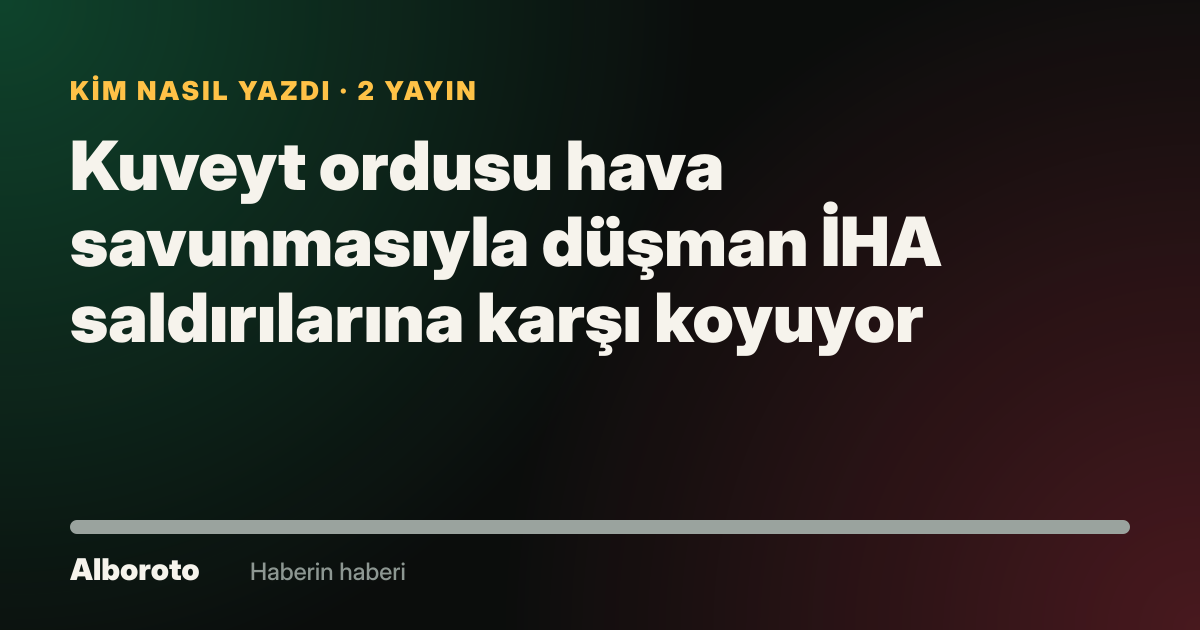 KİM NASIL YAZDI · 2 YAYIN
Kuveyt ordusu hava
savunmasıyla düşman İHA
saldırılarına karşı koyuyor
Alboroto Haberin haberi